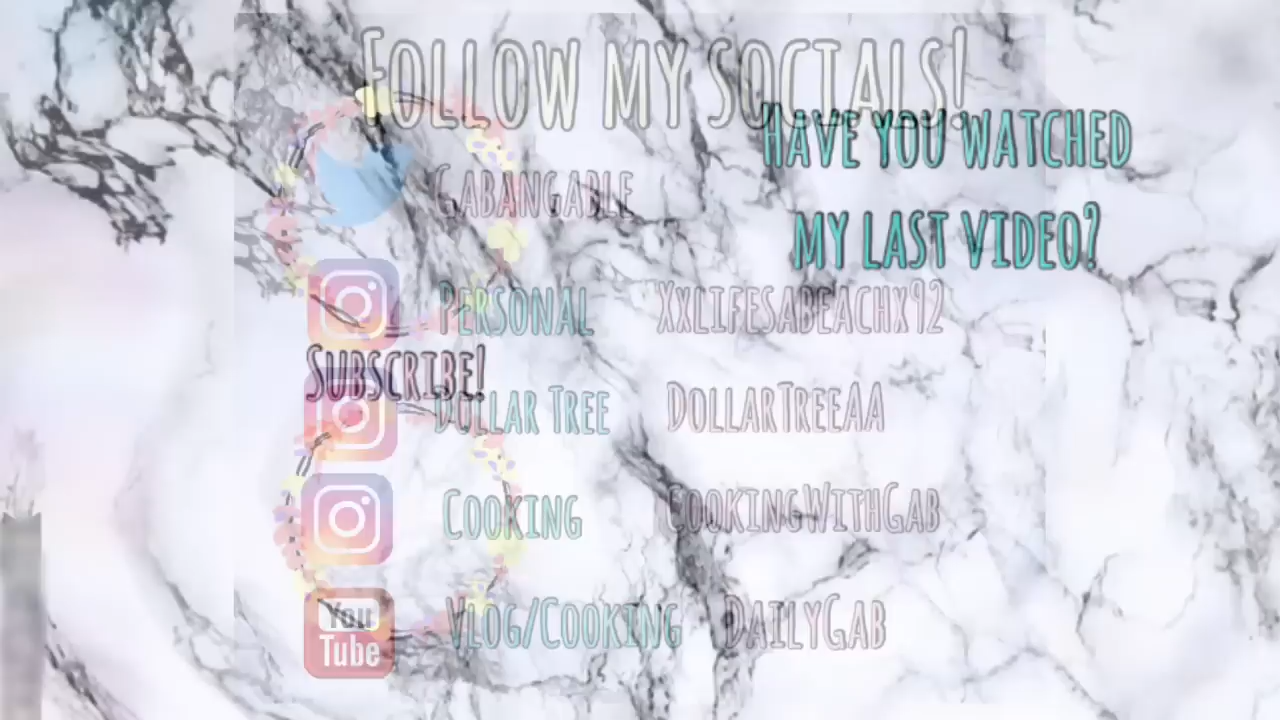 Follow my socials!
Have you watched
my last video?
Gabangable
Personal XxlifesabeachX92
Subscribe!
Dollar Tree DollarTreeAA
Cooking CookingWithGab
You
Tube
Vlog/Cooking DailyGab